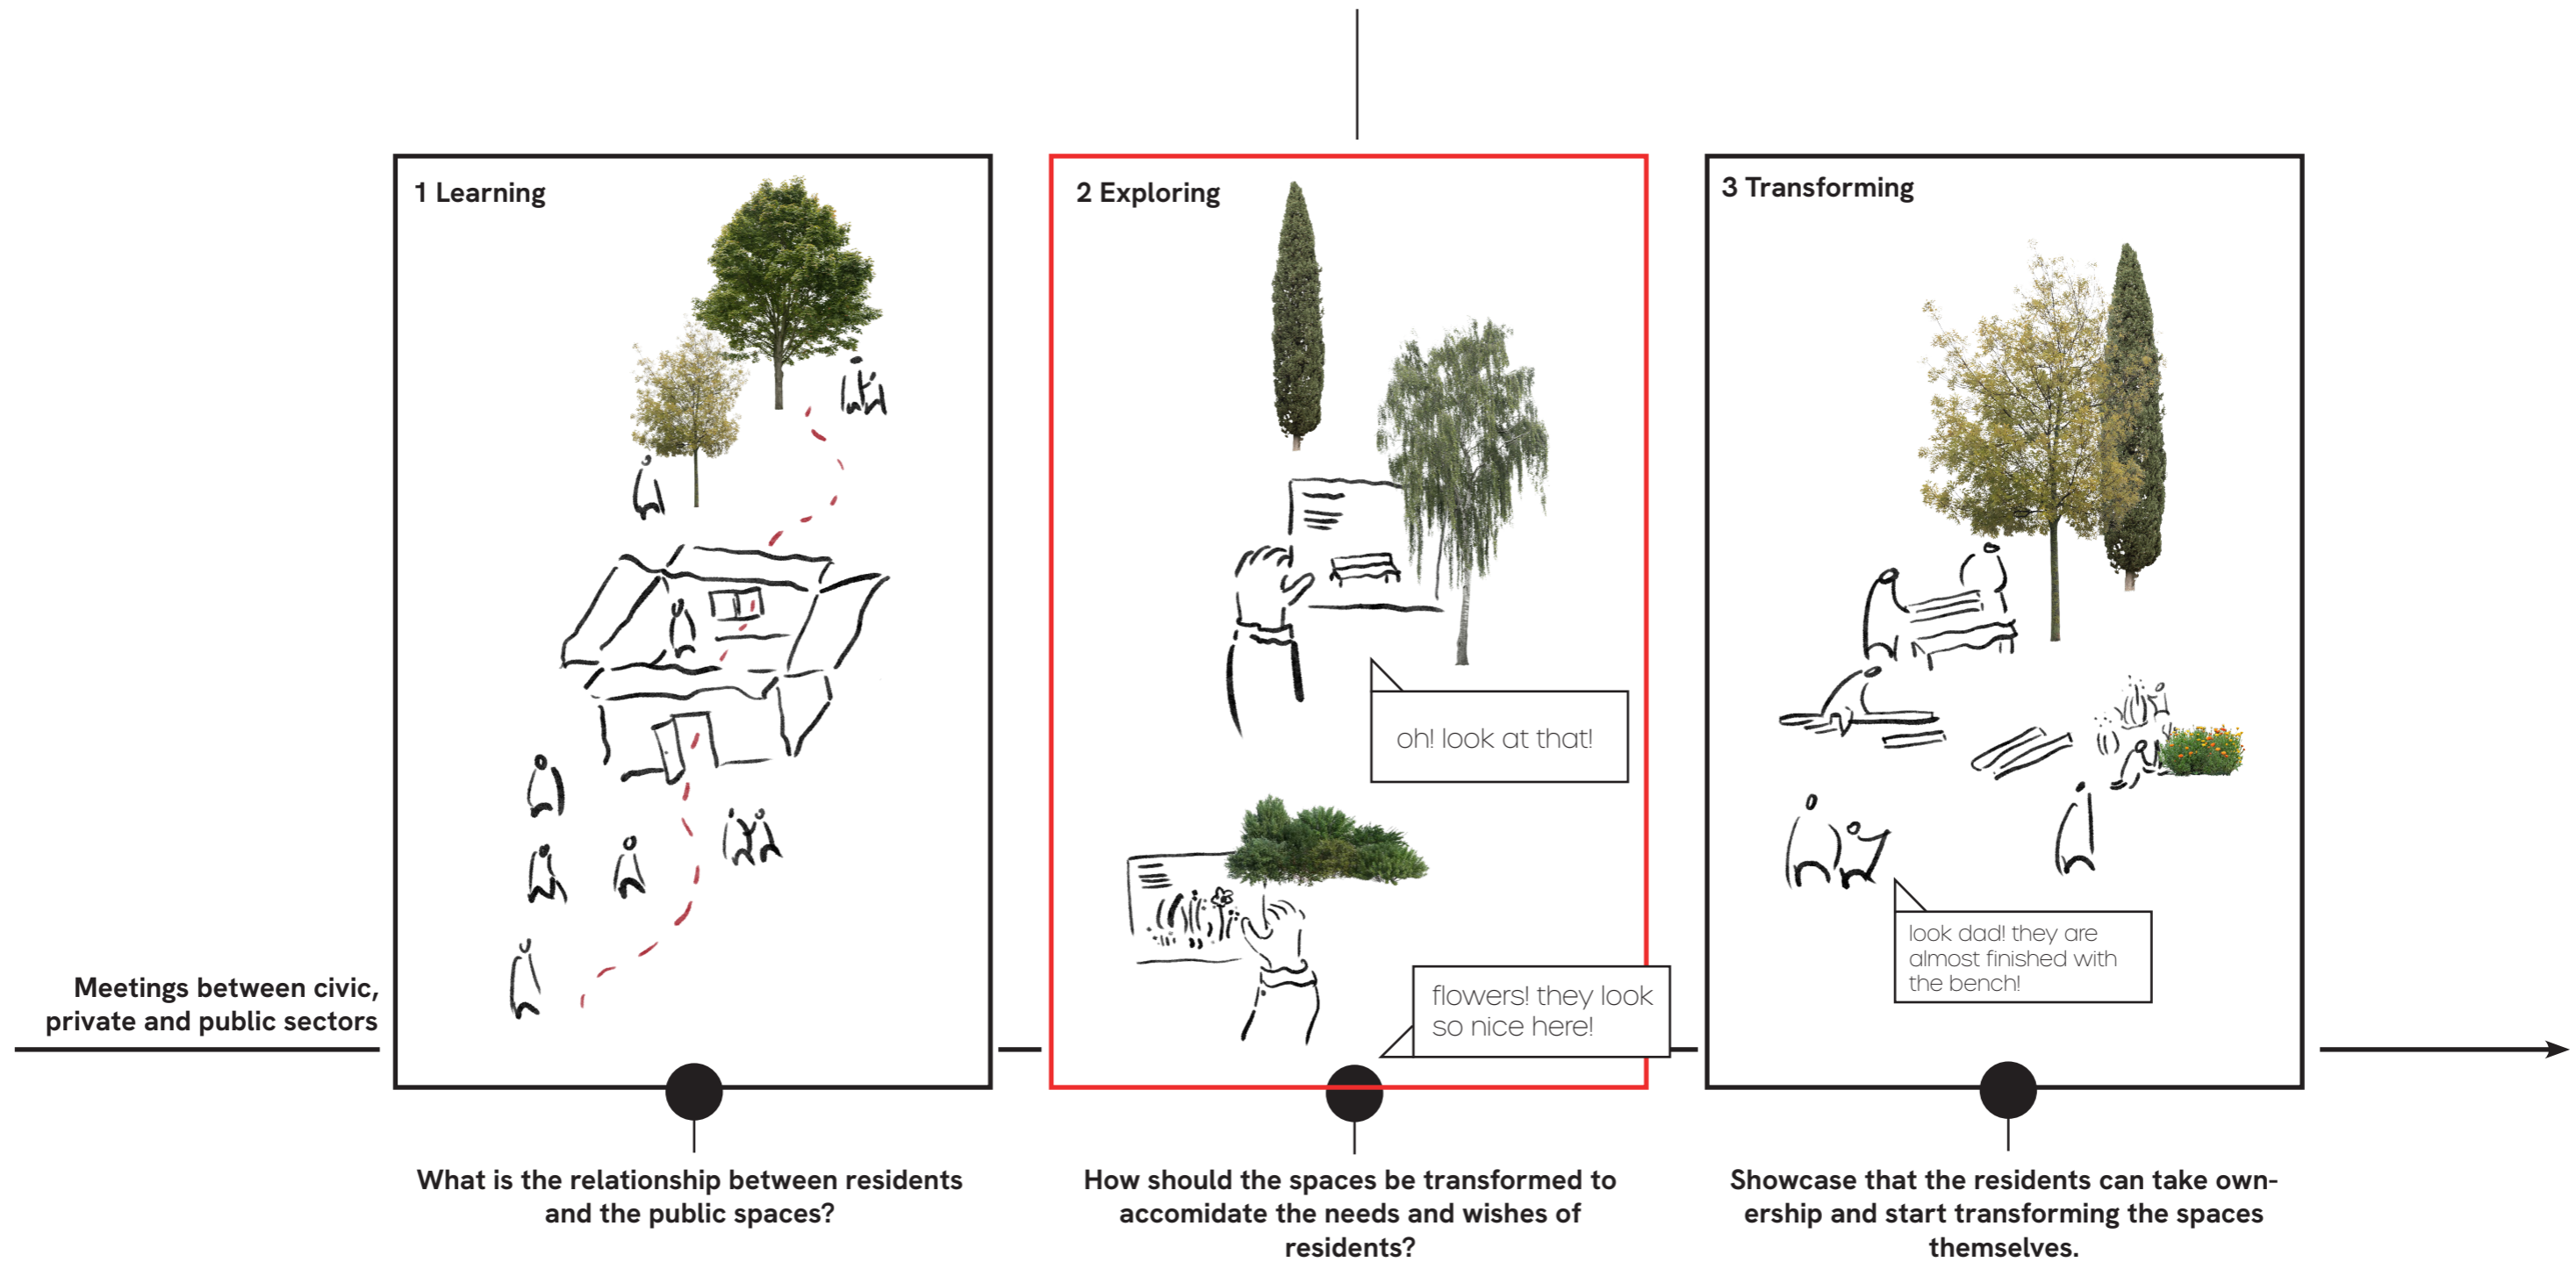 1 Learning
2 Exploring
3 Transforming
oh! look at that!
flowers! they look
so nice here!
look dad! they are
almost finished with
the bench!
Meetings between civic,
private and public sectors
What is the relationship between residents
and the public spaces?
How should the spaces be transformed to
accomidate the needs and wishes of
residents?
Showcase that the residents can take own-
ership and start transforming the spaces
themselves.